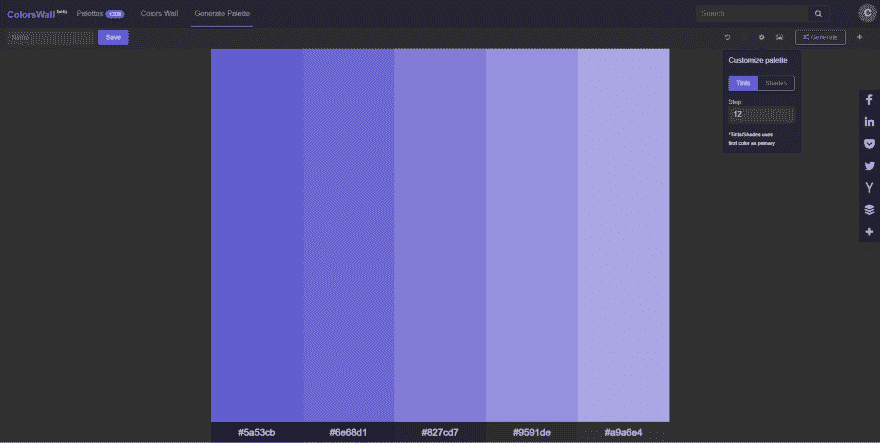 ColorsWall beta
Palettes 1339
Colors Wall
Generate Palette
Search
C
Name
Save
Generate
Customize palette
Tints
Shades
Step
12
*Tints/Shades uses
first color as primary
#5a53cb
#6e68d1
#827cd7
#9591de
#a9a6e4